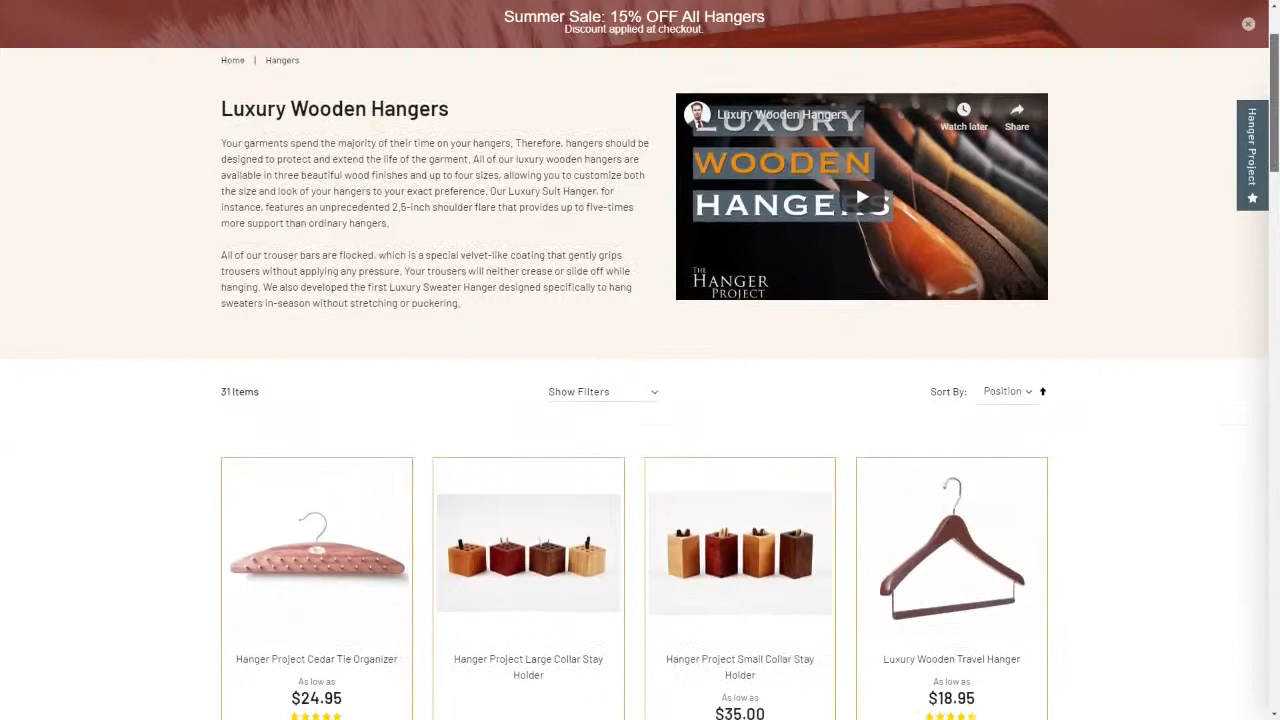 Summer Sale: 15% OFF All Hangers
Discount applied at checkout.
Home | Hangers
Luxury Wooden Hangers
Your garments spend the majority of their time on your hangers. Therefore, hangers should be
designed to protect and extend the life of the garment. All of our luxury wooden hangers are
available in three beautiful wood finishes and up to four sizes, allowing you to customize both
the size and look of your hangers to your exact preference. Our Luxury Suit Hanger, for
instance, features an unprecedented 2.5-inch shoulder flare that provides up to five-times
more support than ordinary hangers.
All of our trouser bars are flocked, which is a special velvet-like coating that gently grips
trousers without applying any pressure. Your trousers will neither crease or slide off while
hanging. We also developed the first Luxury Sweater Hanger designed specifically to hang
sweaters in-season without stretching or puckering.
Luxury Wooden Hangers
Watch later
Share
LUXURY
WOODEN
HANGERS
THE
HANGER
PROJECT
Hanger Project
31 Items
Show Filters
Sort By: Position
Hanger Project Cedar Tie Organizer
As low as
$24.95
Hanger Project Large Collar Stay
Holder
Hanger Project Small Collar Stay
Holder
As low as
$35.00
Luxury Wooden Travel Hanger
As low as
$18.95